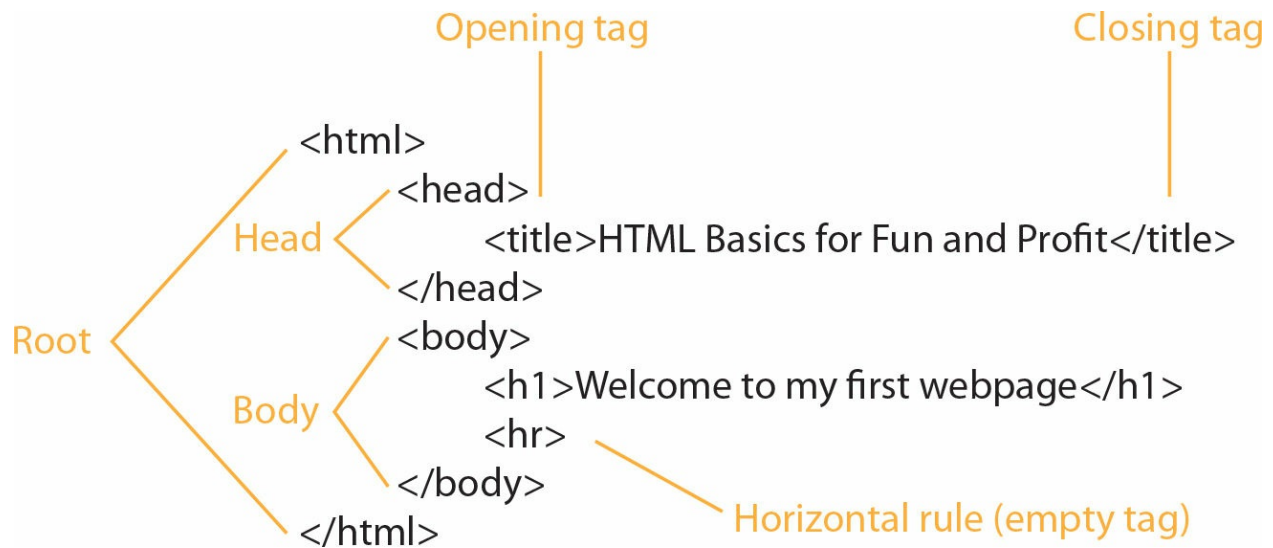 Opening tag
Closing tag
<html>
<head>
Head
<title>HTML Basics for Fun and Profit</title>
</head>
Root
<body>
<h1>Welcome to my first webpage</h1>
Body
<hr>
</body>
Horizontal rule (empty tag)
</html>